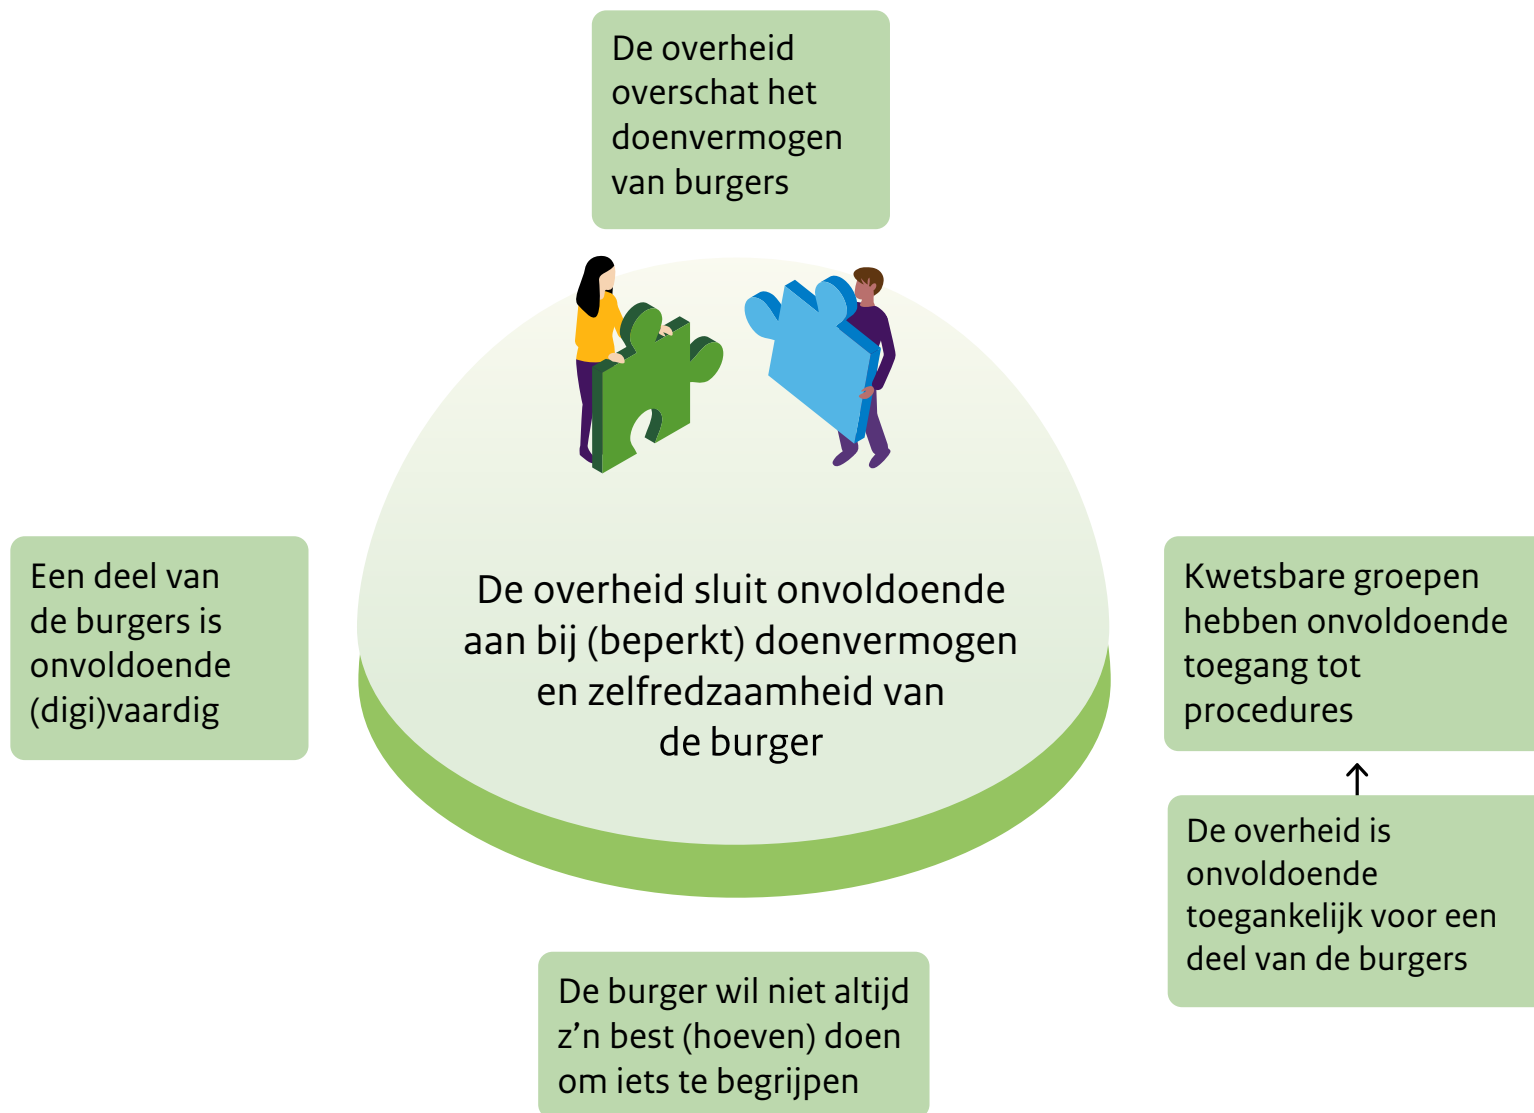 De overheid
overschat het
doenvermogen
van burgers
Een deel van
de burgers is
onvoldoende
(digi)vaardig
De overheid sluit onvoldoende
aan bij (beperkt) doenvermogen
en zelfredzaamheid van
de burger
Kwetsbare groepen
hebben onvoldoende
toegang tot
procedures
De overheid is
onvoldoende
toegankelijk voor een
deel van de burgers
De burger wil niet altijd
z’n best (hoeven) doen
om iets te begrijpen